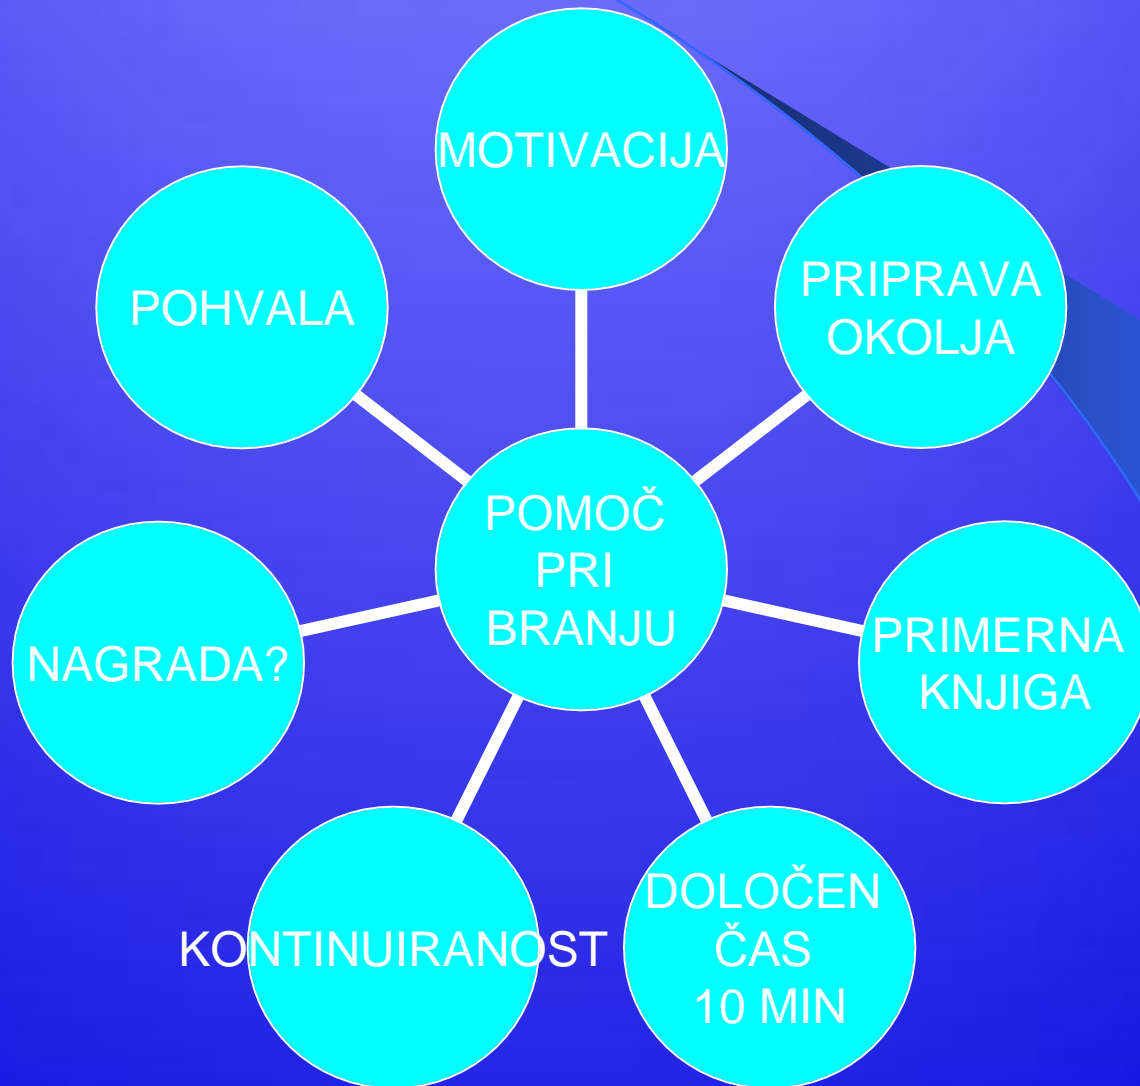 MOTIVACIJA
PRIPRAVA
OKOLJA
POHVALA
POMOČ
PRI
BRANJU
PRIMERNA
KNJIGA
NAGRADA?
DOLOČEN
ČAS
10 MIN
KONTINUIRANOST